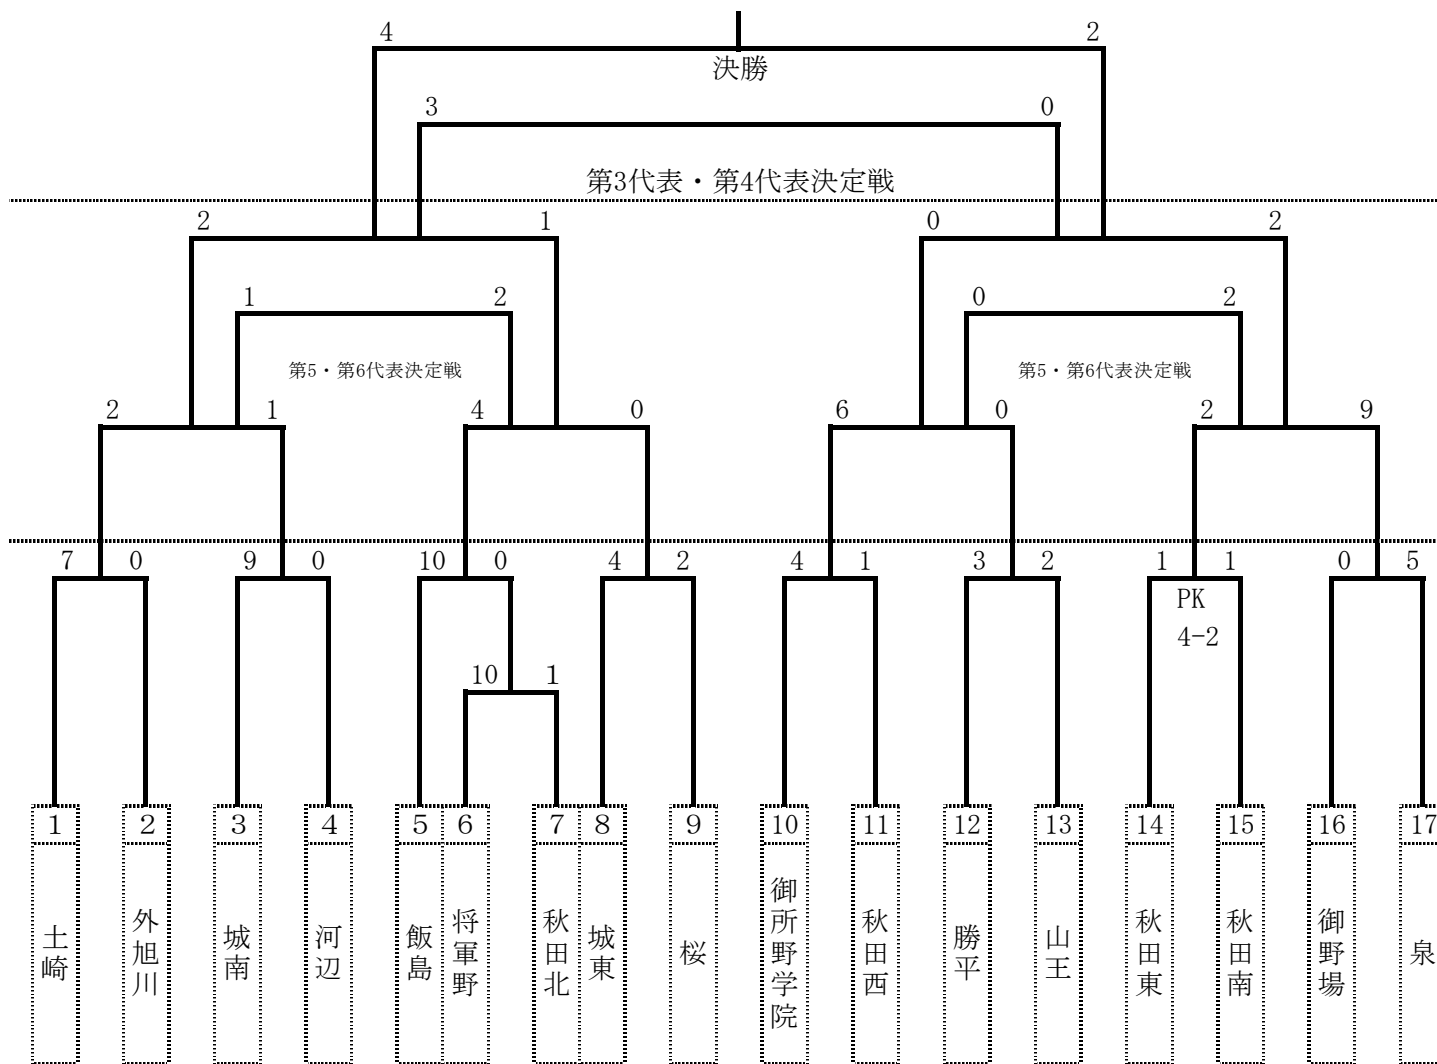 4 2
決勝
3 0
第3代表・第4代表決定戦
2 1 0 2
1 2 0 2
第5・第6代表決定戦 第5・第6代表決定戦
2 1 4 0 6 0 2 9
7 0 9 0 10 0 4 2 4 1 3 2 1 1 0 5
PK
4-2
10 1
1 2 3 4 5 6 7 8 9 10 11 12 13 14 15 16 17
土崎
外旭川
城南
河辺
飯島
将軍野
秋田北
城東
桜
御所野学院
秋田西
勝平
山王
秋田東
秋田南
御野場
泉